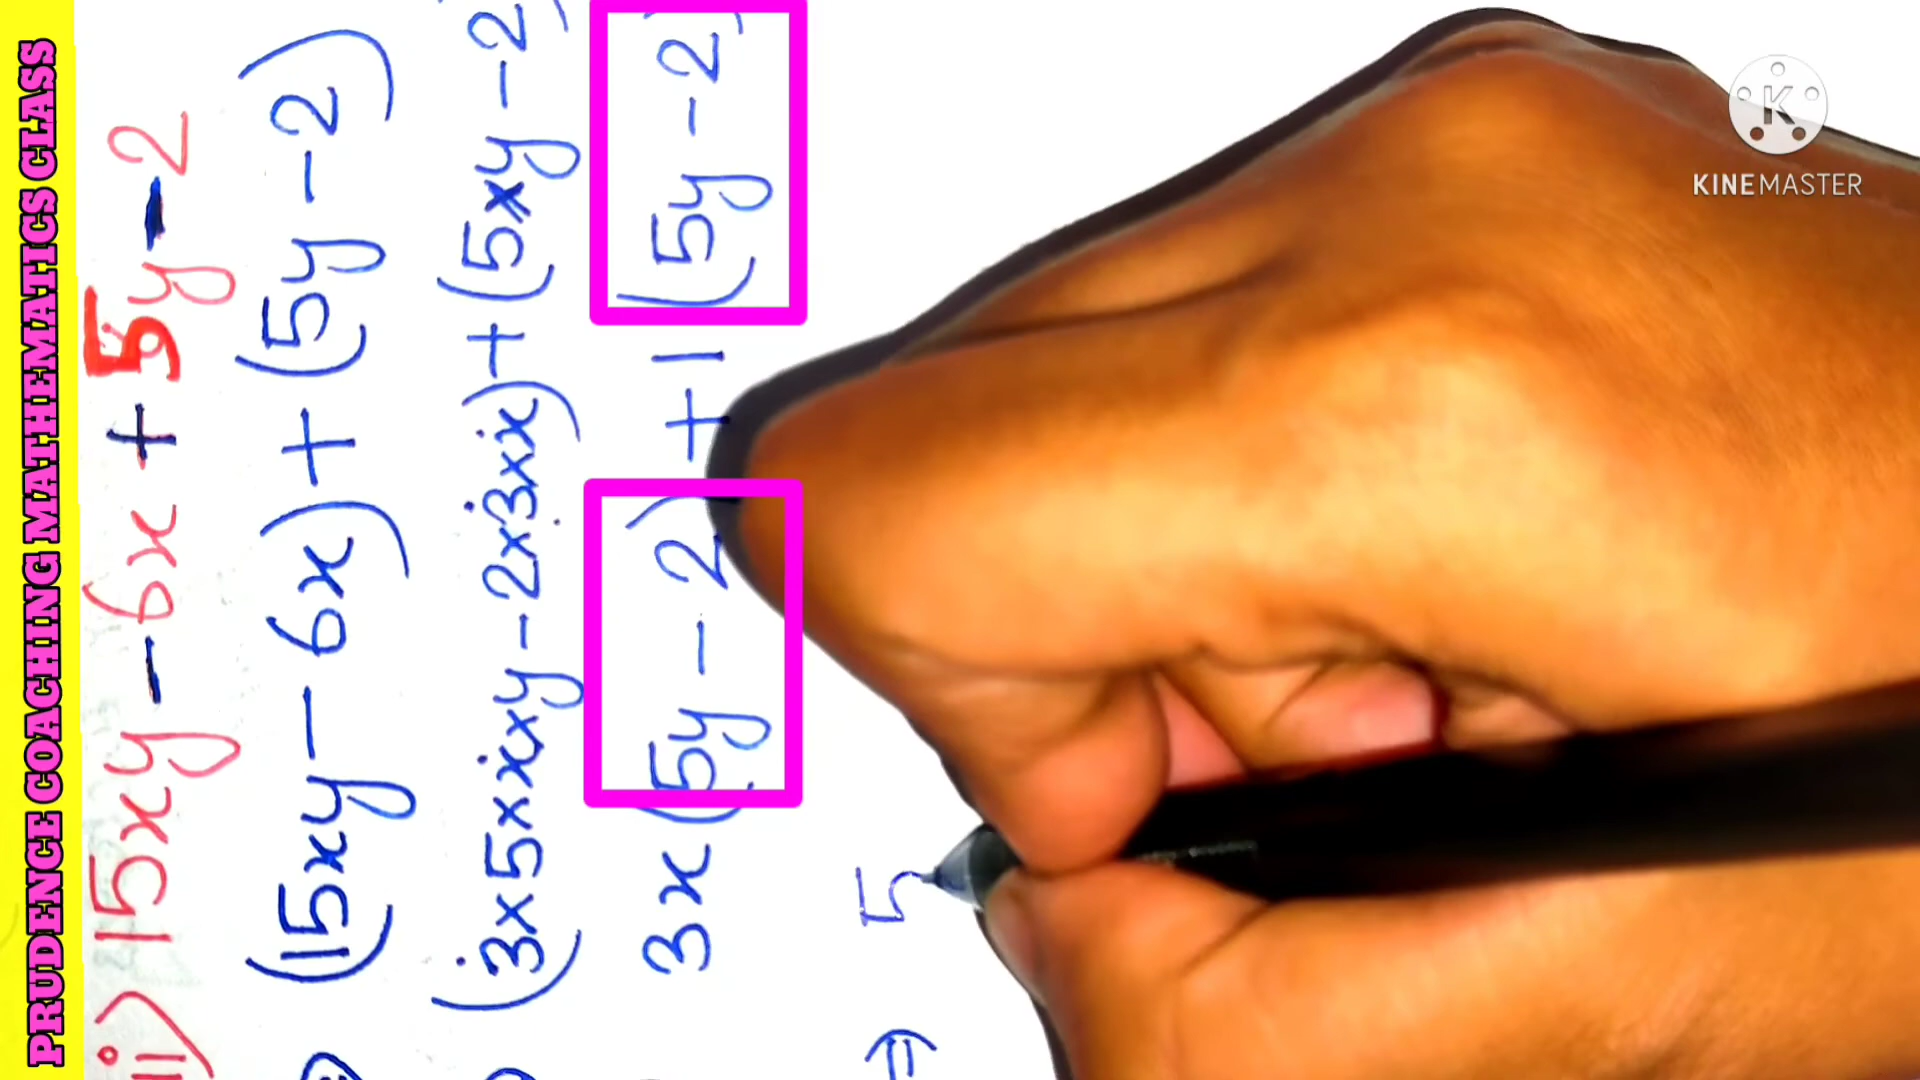 PRUDENCE COACHING MATHEMATICS CLASS
ii) 15xy - 6x + 5y - 2
(15xy - 6x) + (5y - 2)
(3x5xxxy - 2x3xx) + (5xy - 2
3x (5y - 2) + 1 (5y - 2)
⇒ 5
KINEMASTER